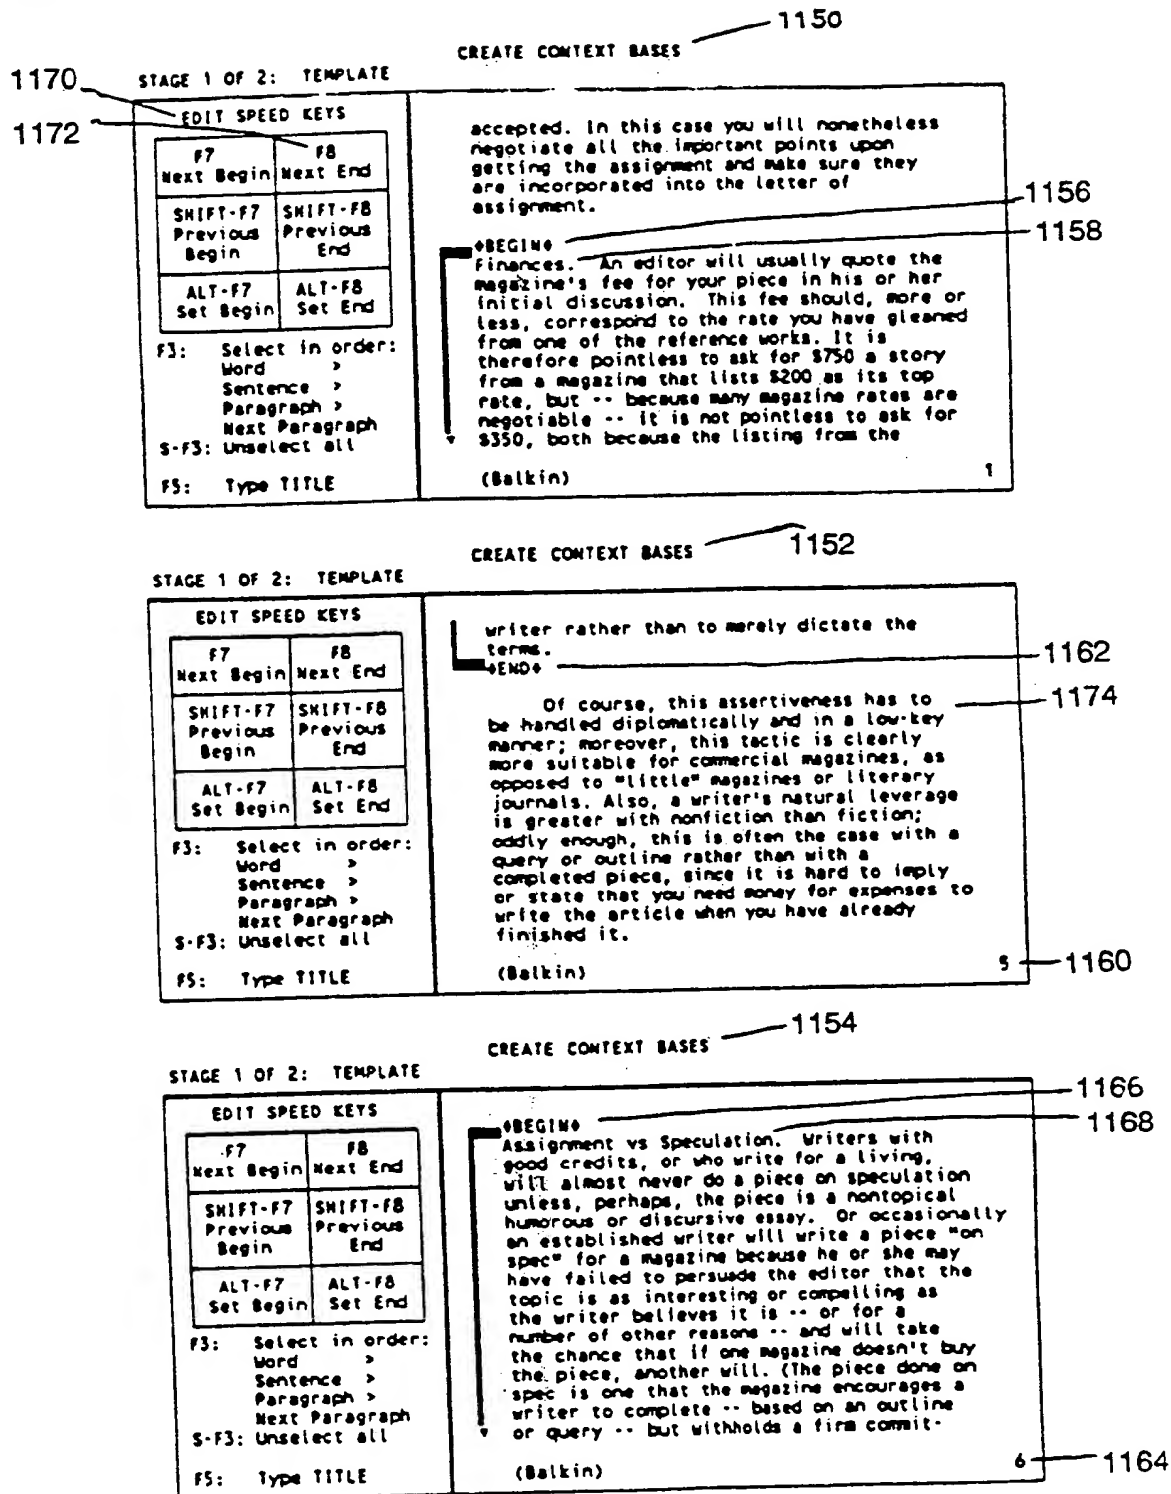 1150
CREATE CONTEXT BASES
STAGE 1 OF 2: TEMPLATE
1170
1172
EDIT SPEED KEYS
F7 F8
Next Begin Next End
SHIFT-F7 SHIFT-F8
Previous Previous
Begin End
ALT-F7 ALT-F8
Set Begin Set End
F3: Select in order:
Word >
Sentence >
Paragraph >
Next Paragraph
S-F3: Unselect all
F5: Type TITLE
accepted. In this case you will nonetheless
negotiate all the important points upon
getting the assignment and make sure they
are incorporated into the letter of
assignment.
♦BEGIN♦
1156
1158
Finances. An editor will usually quote the
magazine's fee for your piece in his or her
initial discussion. This fee should, more or
less, correspond to the rate you have gleaned
from one of the reference works. It is
therefore pointless to ask for $750 a story
from a magazine that lists $200 as its top
rate, but -- because many magazine rates are
negotiable -- it is not pointless to ask for
$350, both because the listing from the
(Balkin) 1
CREATE CONTEXT BASES
1152
STAGE 1 OF 2: TEMPLATE
EDIT SPEED KEYS
F7 F8
Next Begin Next End
SHIFT-F7 SHIFT-F8
Previous Previous
Begin End
ALT-F7 ALT-F8
Set Begin Set End
F3: Select in order:
Word >
Sentence >
Paragraph >
Next Paragraph
S-F3: Unselect all
F5: Type TITLE
writer rather than to merely dictate the
terms.
♦END♦
1162
1174
Of course, this assertiveness has to
be handled diplomatically and in a low-key
manner; moreover, this tactic is clearly
more suitable for commercial magazines, as
opposed to "little" magazines or literary
journals. Also, a writer's natural leverage
is greater with nonfiction than fiction;
oddly enough, this is often the case with a
query or outline rather than with a
completed piece, since it is hard to imply
or state that you need money for expenses to
write the article when you have already
finished it.
(Balkin) 5
1160
1154
CREATE CONTEXT BASES
STAGE 1 OF 2: TEMPLATE
EDIT SPEED KEYS
F7 F8
Next Begin Next End
SHIFT-F7 SHIFT-F8
Previous Previous
Begin End
ALT-F7 ALT-F8
Set Begin Set End
F3: Select in order:
Word >
Sentence >
Paragraph >
Next Paragraph
S-F3: Unselect all
F5: Type TITLE
♦BEGIN♦
1166
1168
Assignment vs Speculation. Writers with
good credits, or who write for a living,
will almost never do a piece on speculation
unless, perhaps, the piece is a nontopical
humorous or discursive essay. Or occasionally
an established writer will write a piece "on
spec" for a magazine because he or she may
have failed to persuade the editor that the
topic is as interesting or compelling as
the writer believes it is -- or for a
number of other reasons -- and will take
the chance that if one magazine doesn't buy
the piece, another will. (The piece done on
spec is one that the magazine encourages a
writer to complete -- based on an outline
or query -- but withholds a firm commit-
(Balkin) 6
1164